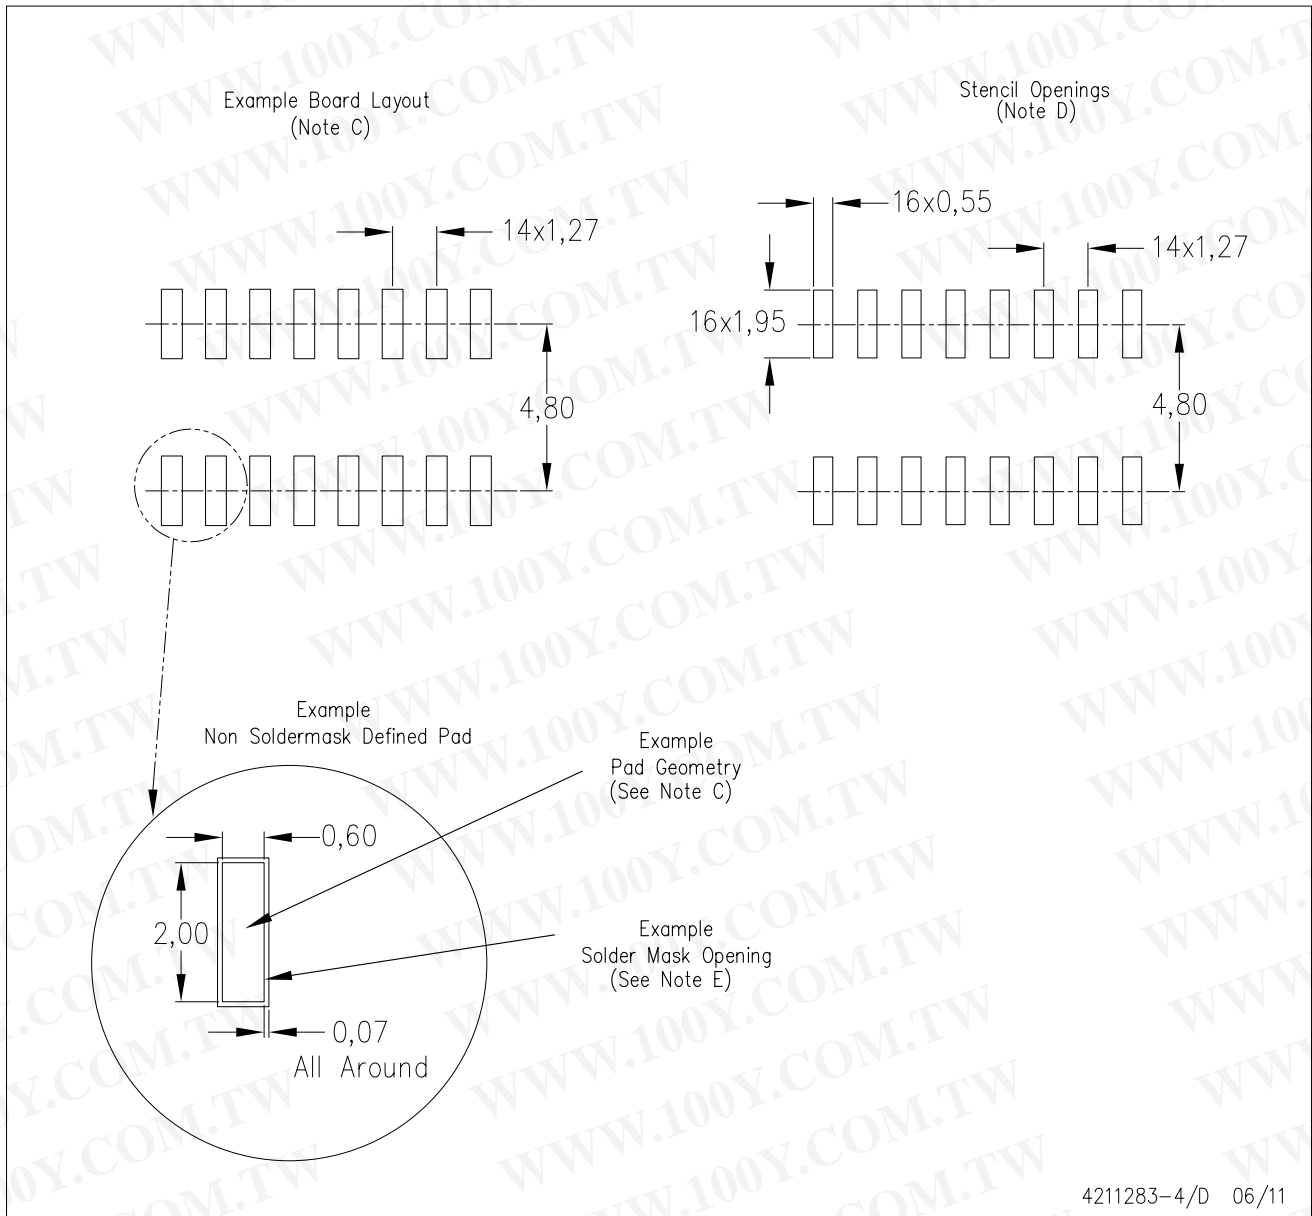 Example Board Layout
(Note C)
Stencil Openings
(Note D)
14x1,27
16x0,55
14x1,27
16x1,95
4,80
4,80
Example
Non Soldermask Defined Pad
Example
Pad Geometry
(See Note C)
0,60
2,00
Example
Solder Mask Opening
(See Note E)
0,07
All Around
4211283-4/D 06/11
WWW.100Y.COM.TW